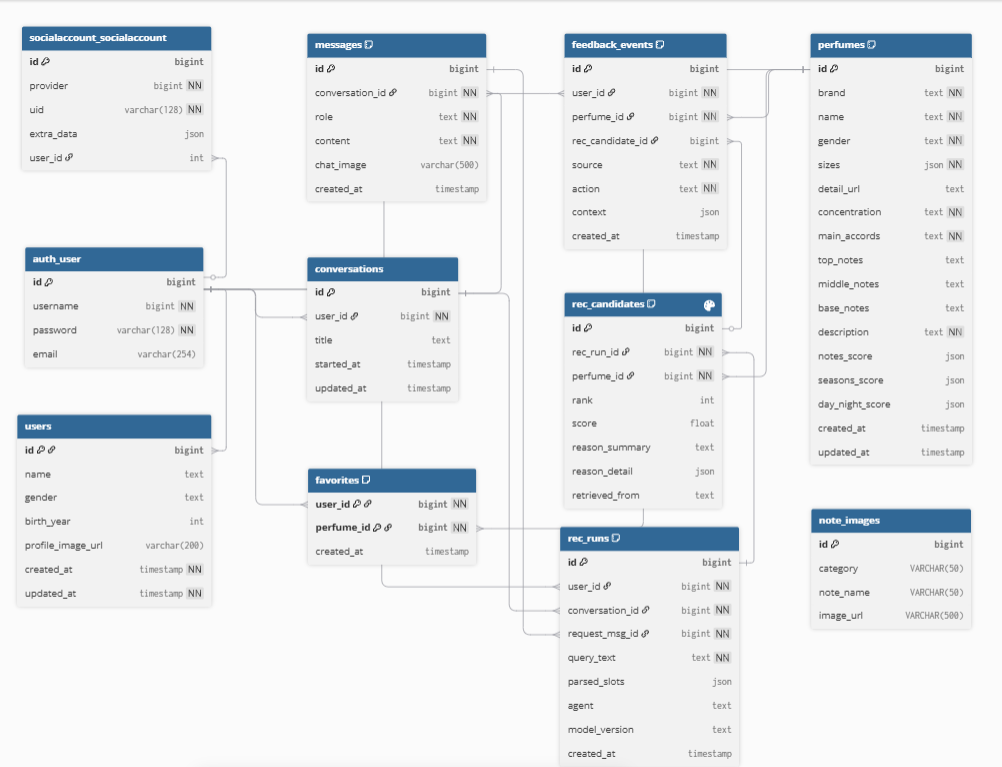 socialaccount_socialaccount
id bigint
provider bigint NN
uid varchar(128) NN
extra_data json
user_id int
auth_user
id bigint
username bigint NN
password varchar(128) NN
email varchar(254)
users
id bigint
name text
gender text
birth_year int
profile_image_url varchar(200)
created_at timestamp NN
updated_at timestamp NN
messages
id bigint
conversation_id bigint NN
role text NN
content text NN
chat_image varchar(500)
created_at timestamp
conversations
id bigint
user_id bigint NN
title text
started_at timestamp
updated_at timestamp
favorites
user_id bigint NN
perfume_id bigint NN
created_at timestamp
feedback_events
id bigint
user_id bigint NN
perfume_id bigint NN
rec_candidate_id bigint
source text NN
action text NN
context json
created_at timestamp
rec_candidates
id bigint
rec_run_id bigint NN
perfume_id bigint NN
rank int
score float
reason_summary text
reason_detail json
retrieved_from text
rec_runs
id bigint
user_id bigint NN
conversation_id bigint NN
request_msg_id bigint NN
query_text text NN
parsed_slots json
agent text
model_version text
created_at timestamp
perfumes
id bigint
brand text NN
name text NN
gender text NN
sizes json NN
detail_url text
concentration text NN
main_accords text NN
top_notes text
middle_notes text
base_notes text
description text NN
notes_score json
seasons_score json
day_night_score json
created_at timestamp
updated_at timestamp
note_images
id bigint
category VARCHAR(50)
note_name VARCHAR(50)
image_url VARCHAR(500)